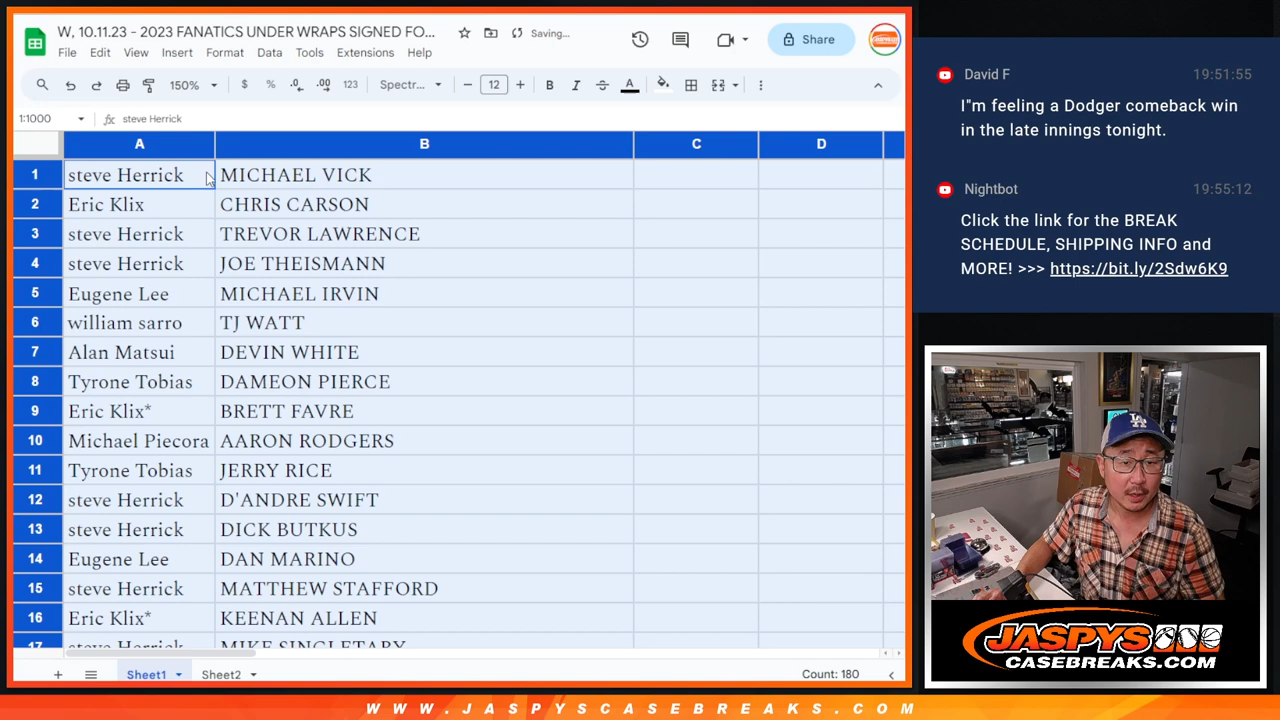 W, 10.11.23 - 2023 FANATICS UNDER WRAPS SIGNED FO...
Saving...
File Edit View Insert Format Data Tools Extensions Help
Share
150%
$ % .0 .00 123
Spectr...
12
B I A
1:1000
fx steve Herrick
A B C D
1 steve Herrick MICHAEL VICK
2 Eric Klix CHRIS CARSON
3 steve Herrick TREVOR LAWRENCE
4 steve Herrick JOE THEISMANN
5 Eugene Lee MICHAEL IRVIN
6 william sarro TJ WATT
7 Alan Matsui DEVIN WHITE
8 Tyrone Tobias DAMEON PIERCE
9 Eric Klix* BRETT FAVRE
10 Michael Piecora AARON RODGERS
11 Tyrone Tobias JERRY RICE
12 steve Herrick D'ANDRE SWIFT
13 steve Herrick DICK BUTKUS
14 Eugene Lee DAN MARINO
15 steve Herrick MATTHEW STAFFORD
16 Eric Klix* KEENAN ALLEN
17 steve Herrick MIKE SINGLETARY
Sheet1 Sheet2
Count: 180
David F 19:51:55
I"m feeling a Dodger comeback win
in the late innings tonight.
Nightbot 19:55:12
Click the link for the BREAK
SCHEDULE, SHIPPING INFO and
MORE! >>> https://bit.ly/2Sdw6K9
LA
JASPYS
CASEBREAKS.COM
WWW.JASPYSCASEBREAKS.COM